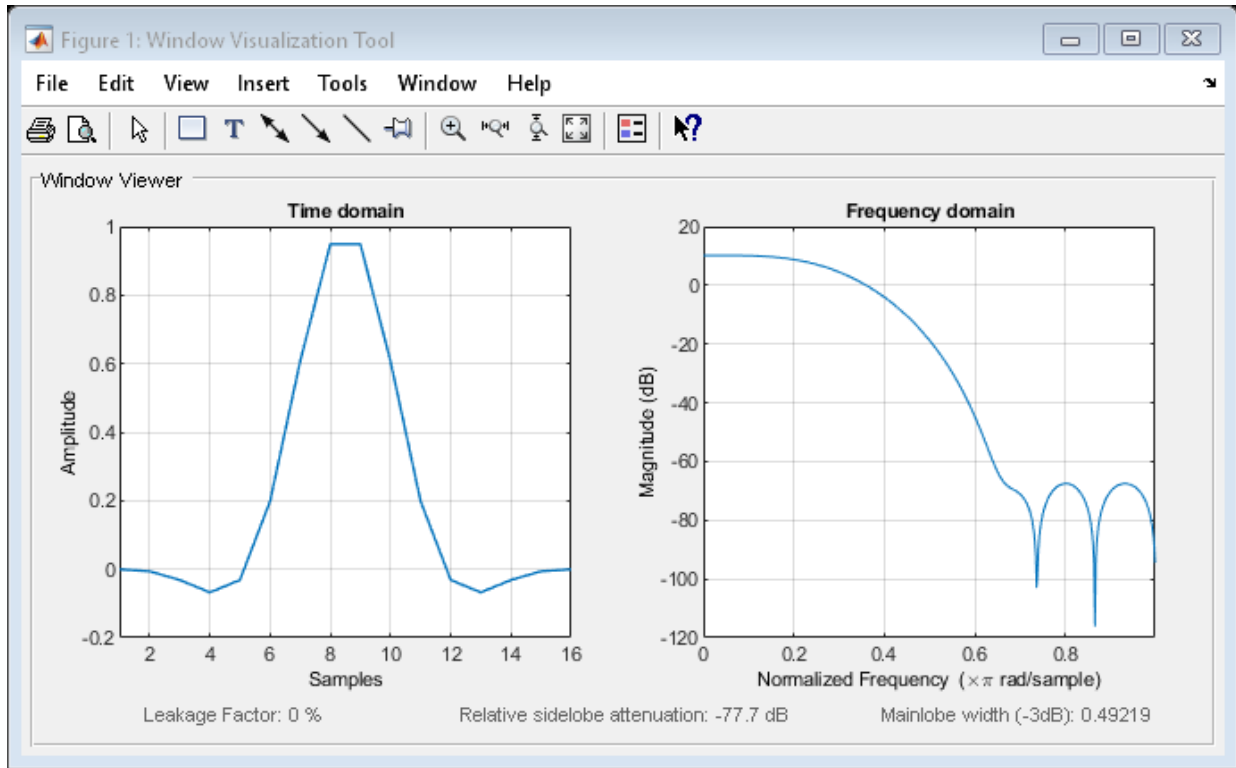 Figure 1: Window Visualization Tool
File Edit View Insert Tools Window Help
T ?
Window Viewer
Time domain
1
0.8
0.6
0.4
0.2
0
-0.2
Amplitude
2 4 6 8 10 12 14 16
Samples
Frequency domain
20
0
-20
-40
-60
-80
-100
-120
Magnitude (dB)
0 0.2 0.4 0.6 0.8
Normalized Frequency (×π rad/sample)
Leakage Factor: 0 % Relative sidelobe attenuation: -77.7 dB Mainlobe width (-3dB): 0.49219